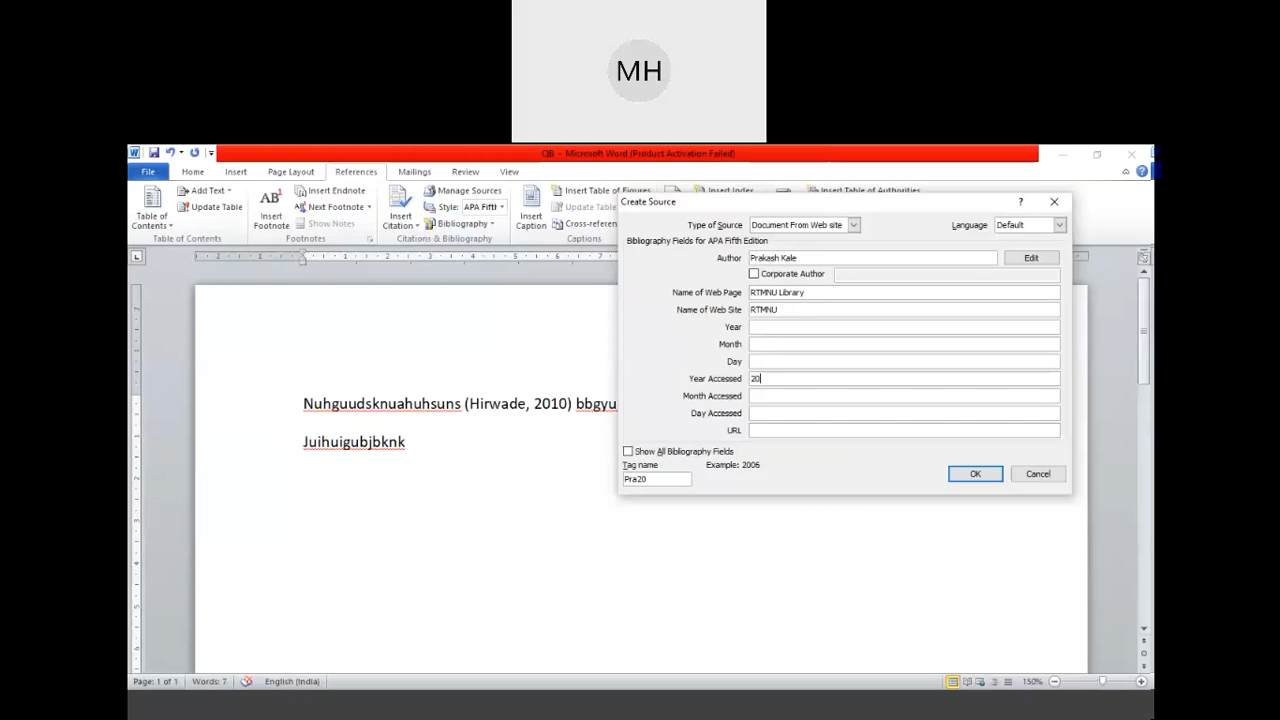 MH
QB - Microsoft Word (Product Activation Failed)
File Home Insert Page Layout References Mailings Review View
Table of Contents
Add Text
Update Table
Table of Contents
AB¹
Insert Footnote
Insert Endnote
Next Footnote
Show Notes
Footnotes
Insert Citation
Manage Sources
Style: APA Fifth
Bibliography
Citations & Bibliography
Insert Caption
Insert Table of Figures
Cross-refere
Captions
Insert Index
Insert Table of Authorities
Create Source
Type of Source Document From Web site Language Default
Bibliography Fields for APA Fifth Edition
Author Prakash Kale Edit
Corporate Author
Name of Web Page RTMNU Library
Name of Web Site RTMNU
Year
Month
Day
Year Accessed 20
Month Accessed
Day Accessed
URL
Show All Bibliography Fields
Tag name Example: 2006
Pra20
OK Cancel
Nuhguudsknuahuhsuns (Hirwade, 2010) bbgyu
Juihuigubjbknk
Page: 1 of 1 Words: 7 English (India) 150%